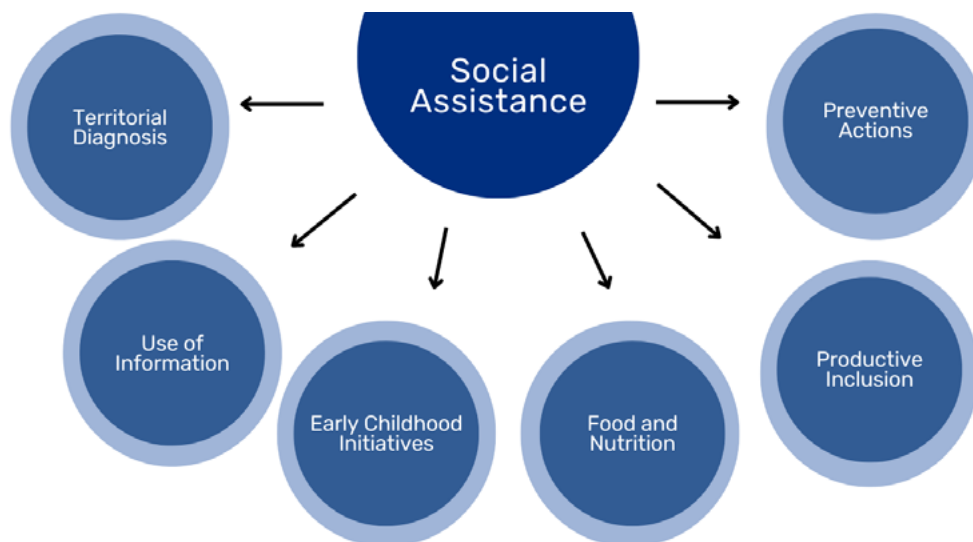 Social
Assistance
Territorial
Diagnosis
Preventive
Actions
Use of
Information
Productive
Inclusion
Early Childhood
Initiatives
Food and
Nutrition